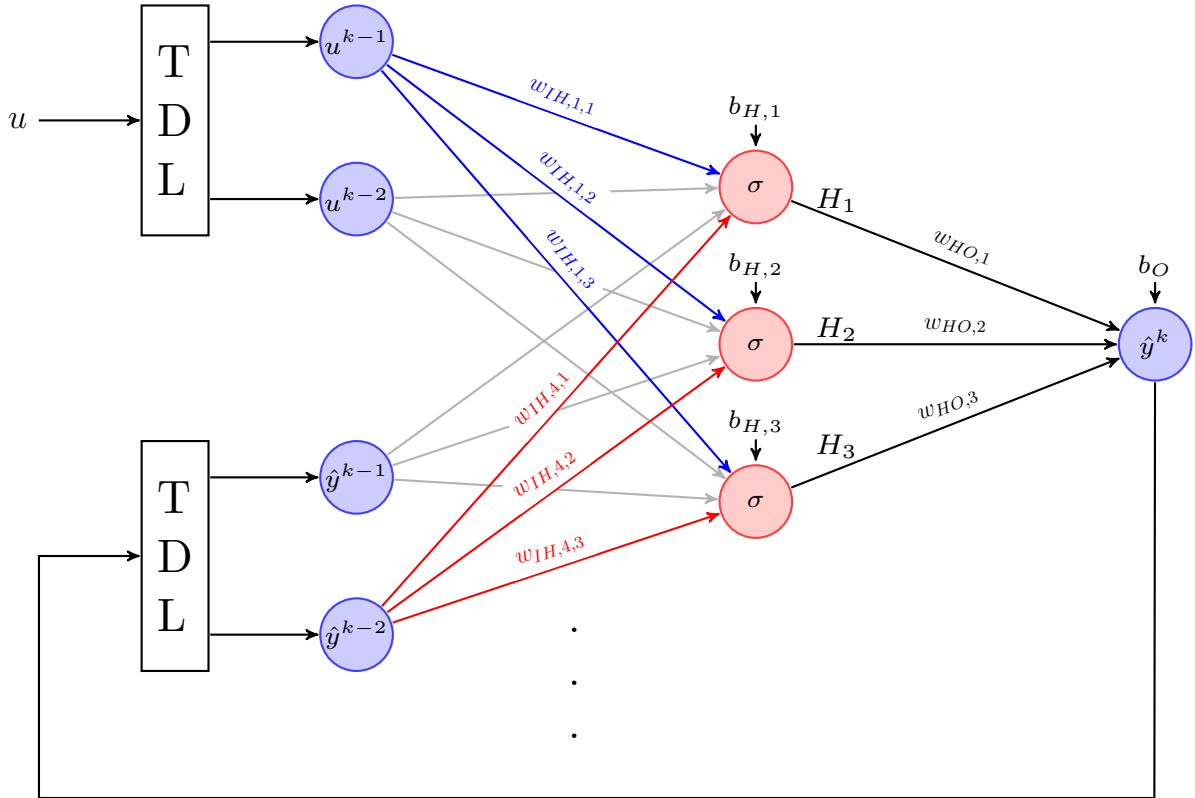 u
T
D
L
u^{k-1}
u^{k-2}
w_{IH,1,1}
w_{IH,1,2}
w_{IH,1,3}
b_{H,1}
σ
H_1
b_{H,2}
σ
H_2
b_{H,3}
σ
H_3
w_{HO,1}
w_{HO,2}
w_{HO,3}
b_O
ŷ^k
T
D
L
ŷ^{k-1}
ŷ^{k-2}
w_{IH,4,1}
w_{IH,4,2}
w_{IH,4,3}
.
.
.